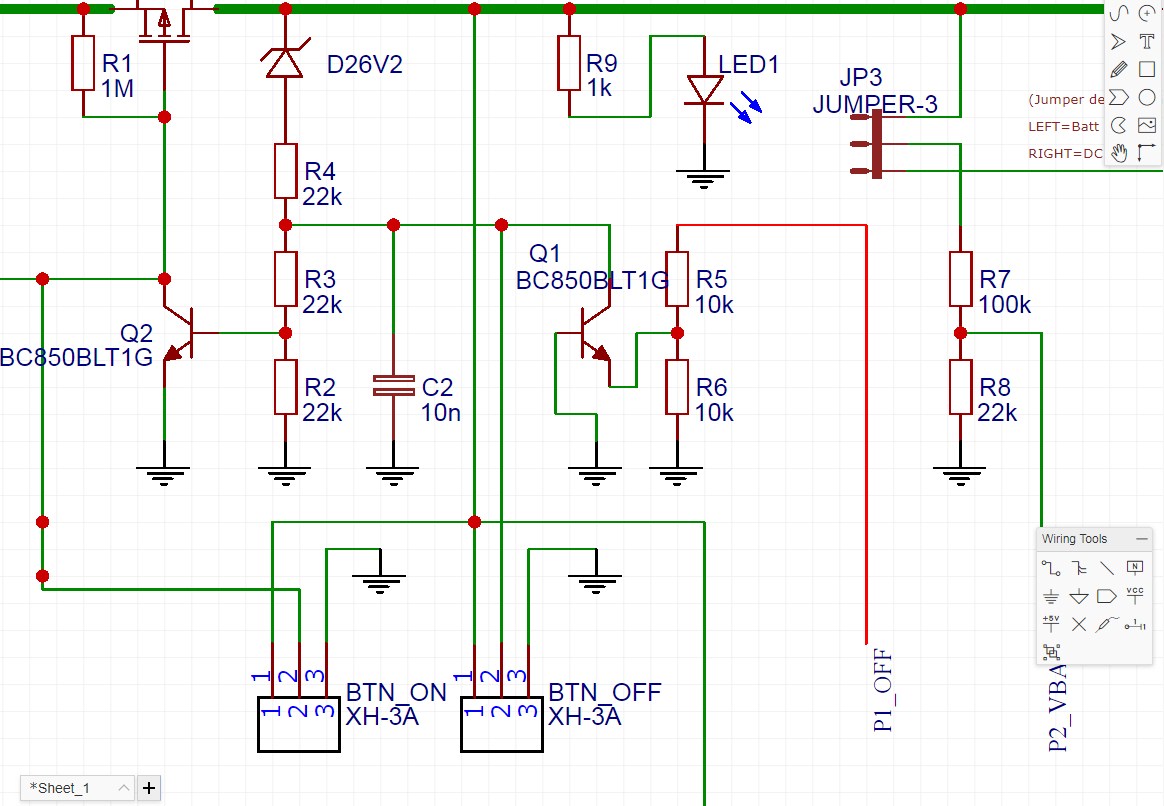 R1
1M
D26V2
R9
1k
LED1
JP3
JUMPER-3
(Jumper de
LEFT=Batt
RIGHT=DC
R4
22k
Q1
BC850BLT1G
R3
22k
R5
10k
R7
100k
Q2
BC850BLT1G
R2
22k
C2
10n
R6
10k
R8
22k
Wiring Tools
N
VCC
+5V
1
2
3
1
2
3
BTN_ON
XH-3A
1
2
3
1
2
3
BTN_OFF
XH-3A
P1_OFF
P2_VBA
*Sheet_1
T